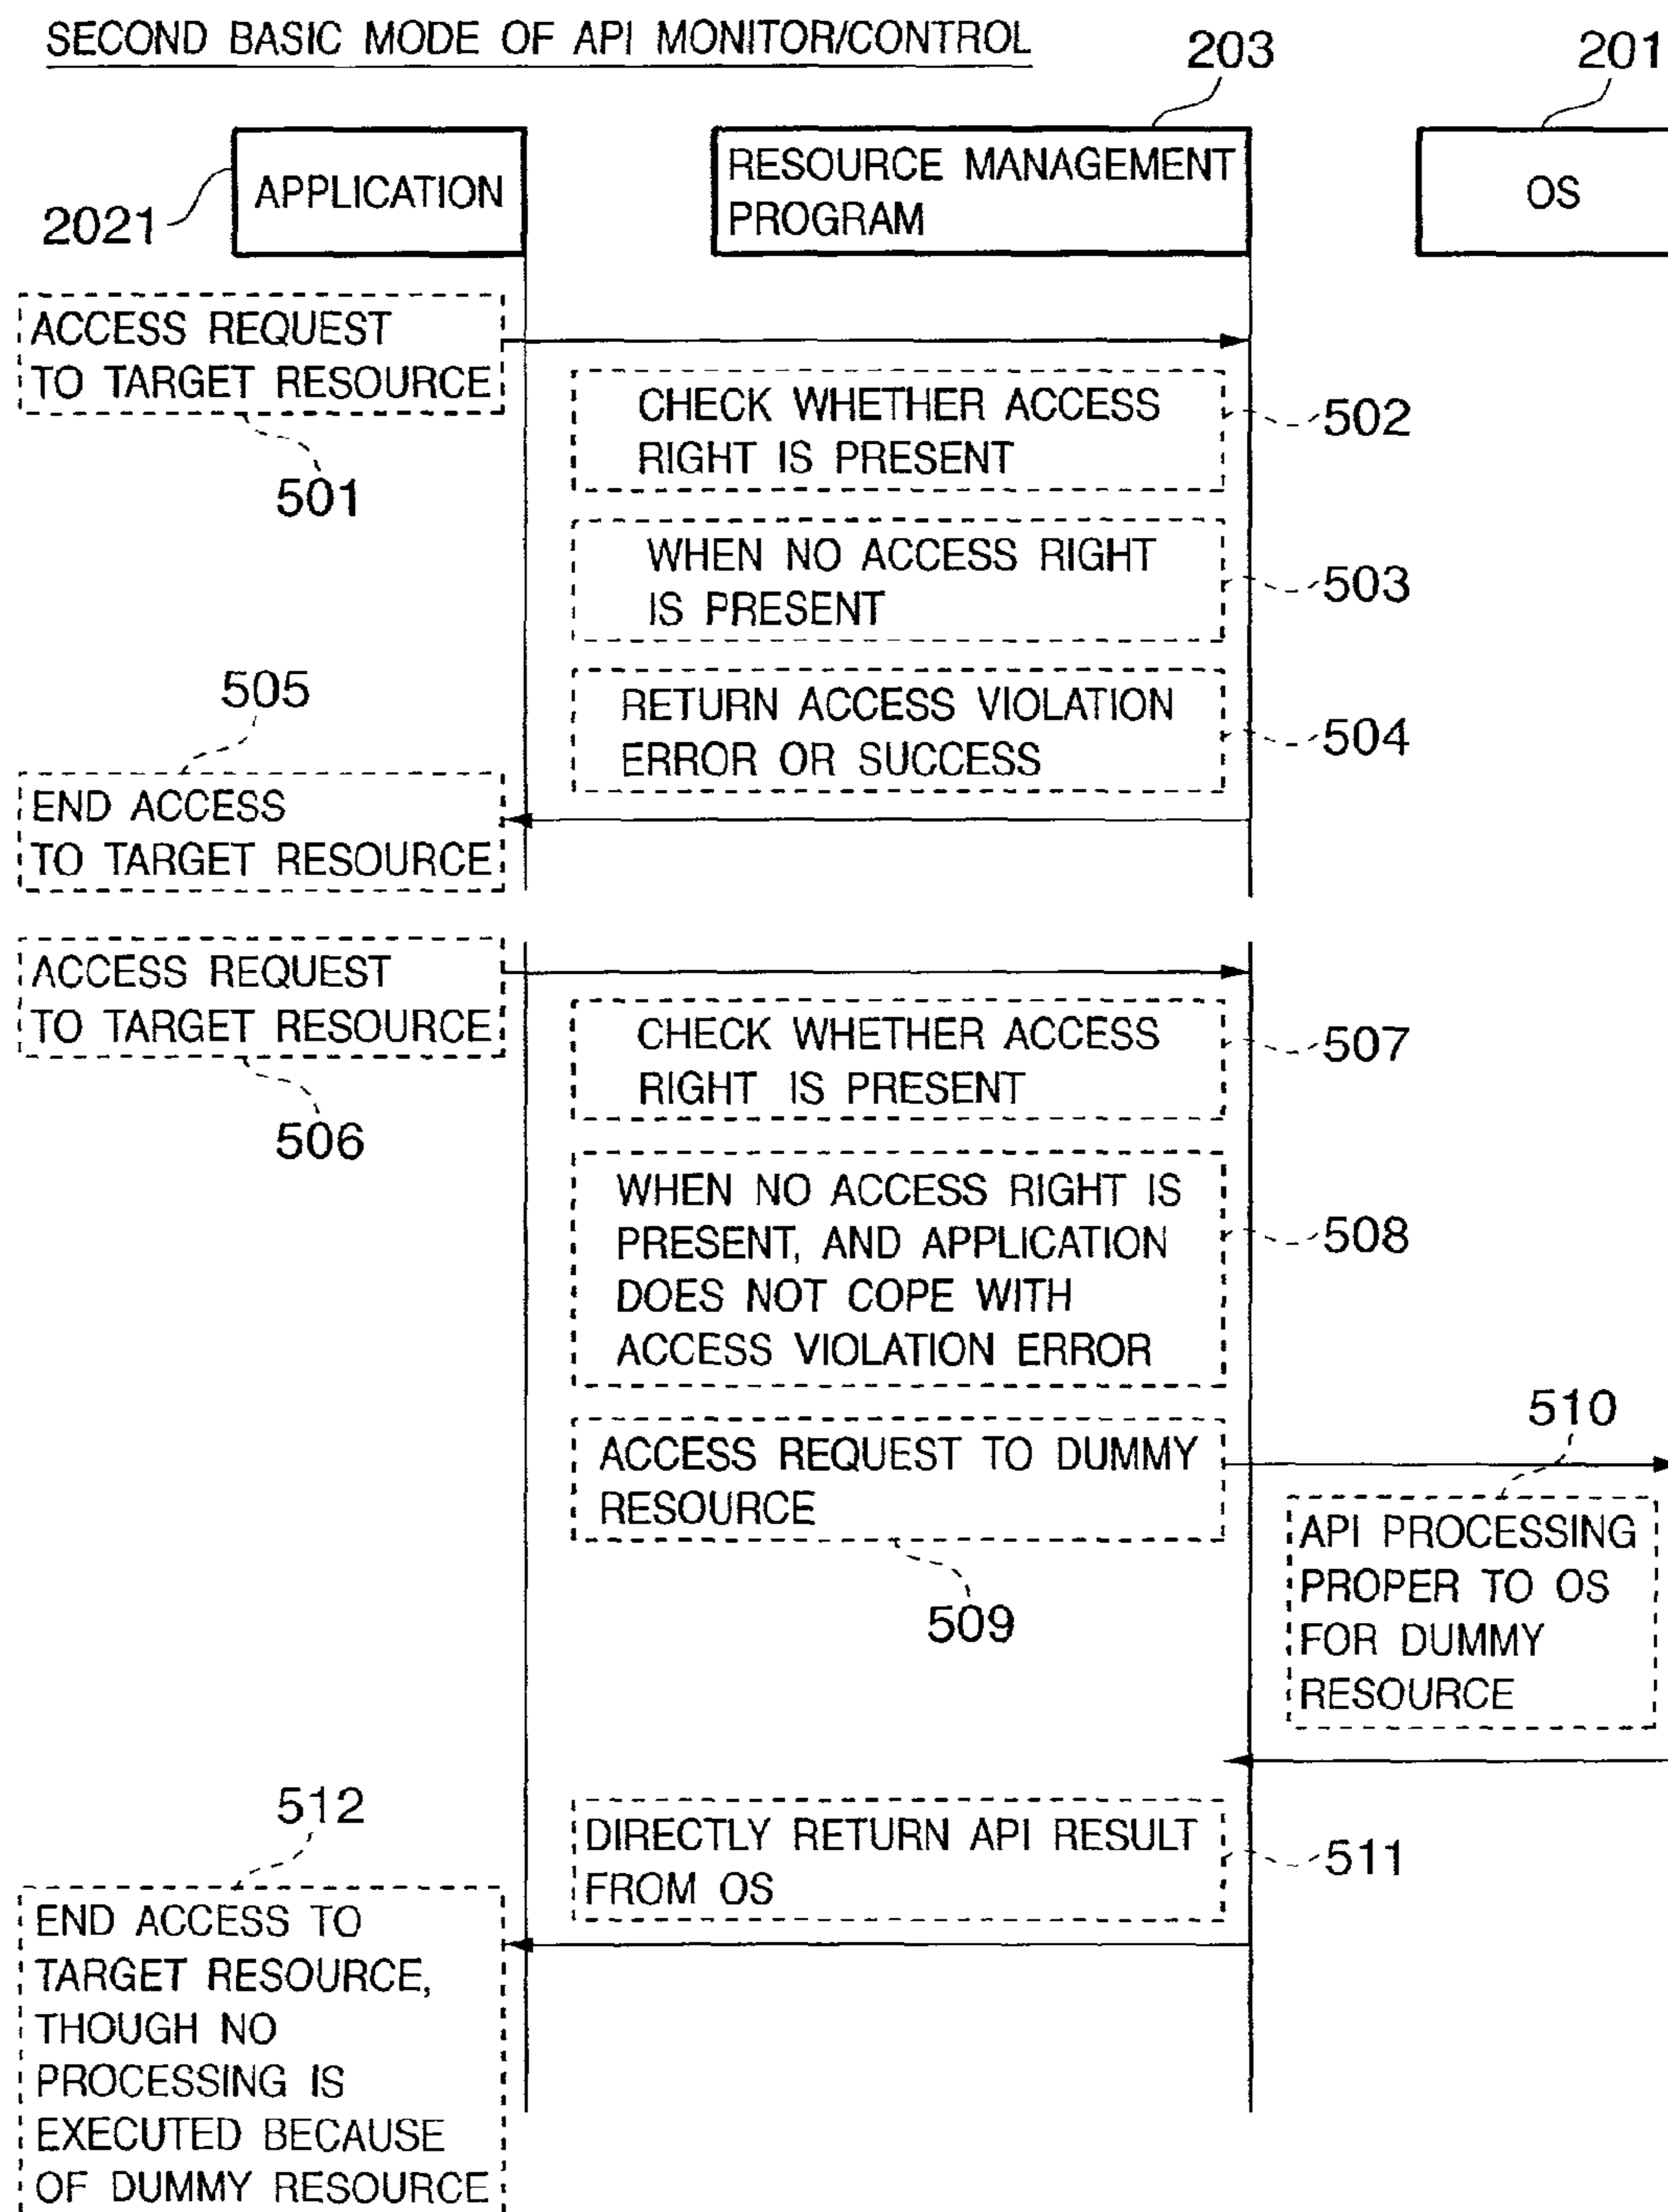 SECOND BASIC MODE OF API MONITOR/CONTROL
203
201
APPLICATION
RESOURCE MANAGEMENT
PROGRAM
OS
2021
ACCESS REQUEST
TO TARGET RESOURCE
501
CHECK WHETHER ACCESS
RIGHT IS PRESENT
502
WHEN NO ACCESS RIGHT
IS PRESENT
503
RETURN ACCESS VIOLATION
ERROR OR SUCCESS
504
505
END ACCESS
TO TARGET RESOURCE
ACCESS REQUEST
TO TARGET RESOURCE
506
CHECK WHETHER ACCESS
RIGHT IS PRESENT
507
WHEN NO ACCESS RIGHT IS
PRESENT, AND APPLICATION
DOES NOT COPE WITH
ACCESS VIOLATION ERROR
508
ACCESS REQUEST TO DUMMY
RESOURCE
509
510
API PROCESSING
PROPER TO OS
FOR DUMMY
RESOURCE
DIRECTLY RETURN API RESULT
FROM OS
511
512
END ACCESS TO
TARGET RESOURCE,
THOUGH NO
PROCESSING IS
EXECUTED BECAUSE
OF DUMMY RESOURCE